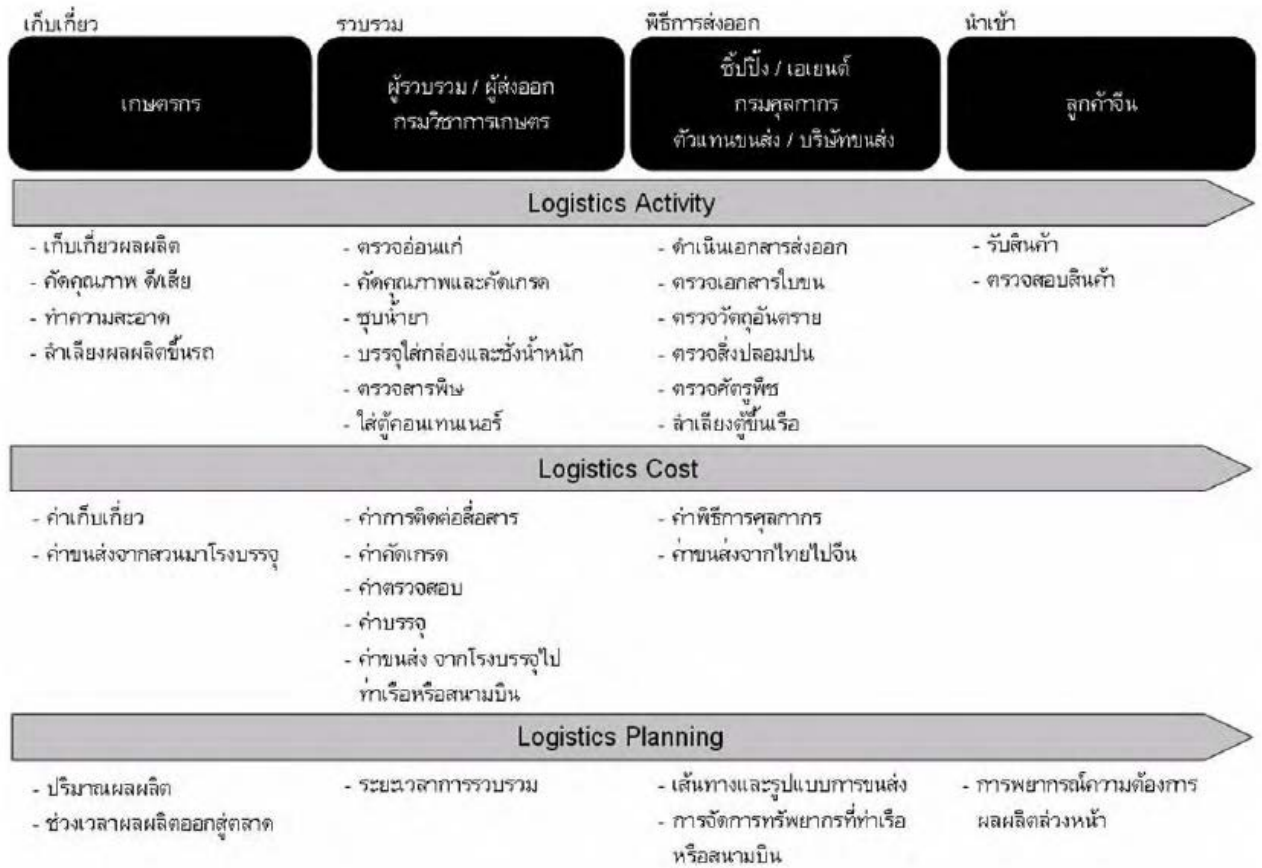 เก็บเกี่ยว
รวบรวม
พิธีการส่งออก
นำเข้า
เกษตรกร
ผู้รวบรวม / ผู้ส่งออก
กรมวิชาการเกษตร
ชิ้ปปิ้ง / เอเยนต์
กรมศุลกากร
ตัวแทนขนส่ง / บริษัทขนส่ง
ลูกค้าจีน
Logistics Activity
- เก็บเกี่ยวผลผลิต
- คัดคุณภาพ ดี/เสีย
- ทำความสะอาด
- ลำเลียงผลผลิตขึ้นรถ
- ตรวจอ่อนแก่
- คัดคุณภาพและคัดเกรด
- ชุบน้ำยา
- บรรจุใส่กล่องและชั่งน้ำหนัก
- ตรวจสารพิษ
- ใส่ตู้คอนเทนเนอร์
- ดำเนินเอกสารส่งออก
- ตรวจเอกสารใบขน
- ตรวจวัตถุอันตราย
- ตรวจสิ่งปลอมปน
- ตรวจศัตรูพืช
- ลำเลียงตู้ขึ้นเรือ
- รับสินค้า
- ตรวจสอบสินค้า
Logistics Cost
- ค่าเก็บเกี่ยว
- ค่าขนส่งจากสวนมาโรงบรรจุ
- ค่าการติดต่อสื่อสาร
- ค่าคัดเกรด
- ค่าตรวจสอบ
- ค่าบรรจุ
- ค่าขนส่ง จากโรงบรรจุไป
ท่าเรือหรือสนามบิน
- ค่าพิธีการศุลกากร
- ค่าขนส่งจากไทยไปจีน
Logistics Planning
- ปริมาณผลผลิต
- ช่วงเวลาผลผลิตออกสู่ตลาด
- ระยะเวลาการรวบรวม
- เส้นทางและรูปแบบการขนส่ง
- การจัดการทรัพยากรที่ท่าเรือ
หรือสนามบิน
- การพยากรณ์ความต้องการ
ผลผลิตล่วงหน้า